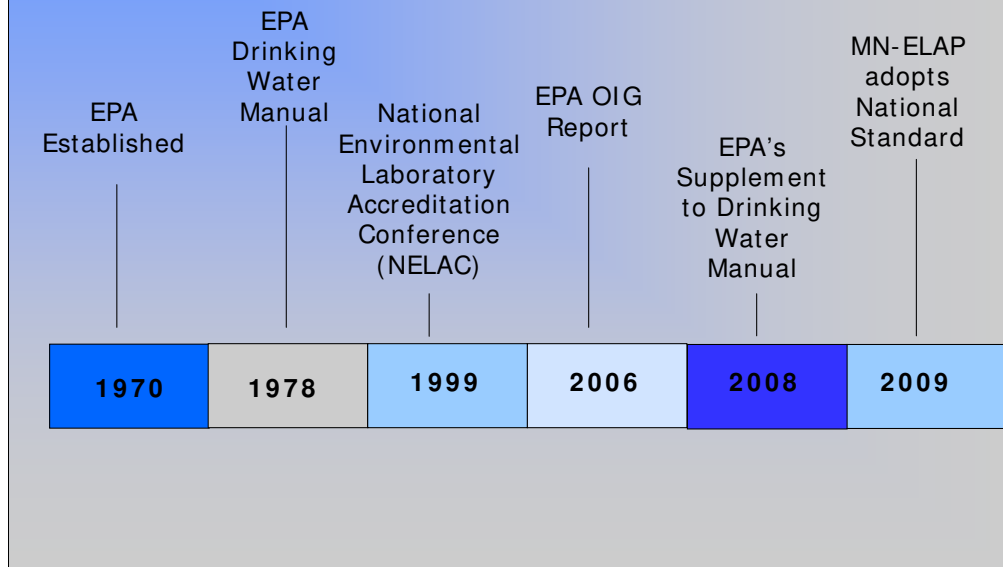 EPA
Established
EPA
Drinking
Water
Manual
National
Environmental
Laboratory
Accreditation
Conference
(NELAC)
EPA OIG
Report
EPA's
Supplement
to Drinking
Water
Manual
MN-ELAP
adopts
National
Standard
1970
1978
1999
2006
2008
2009